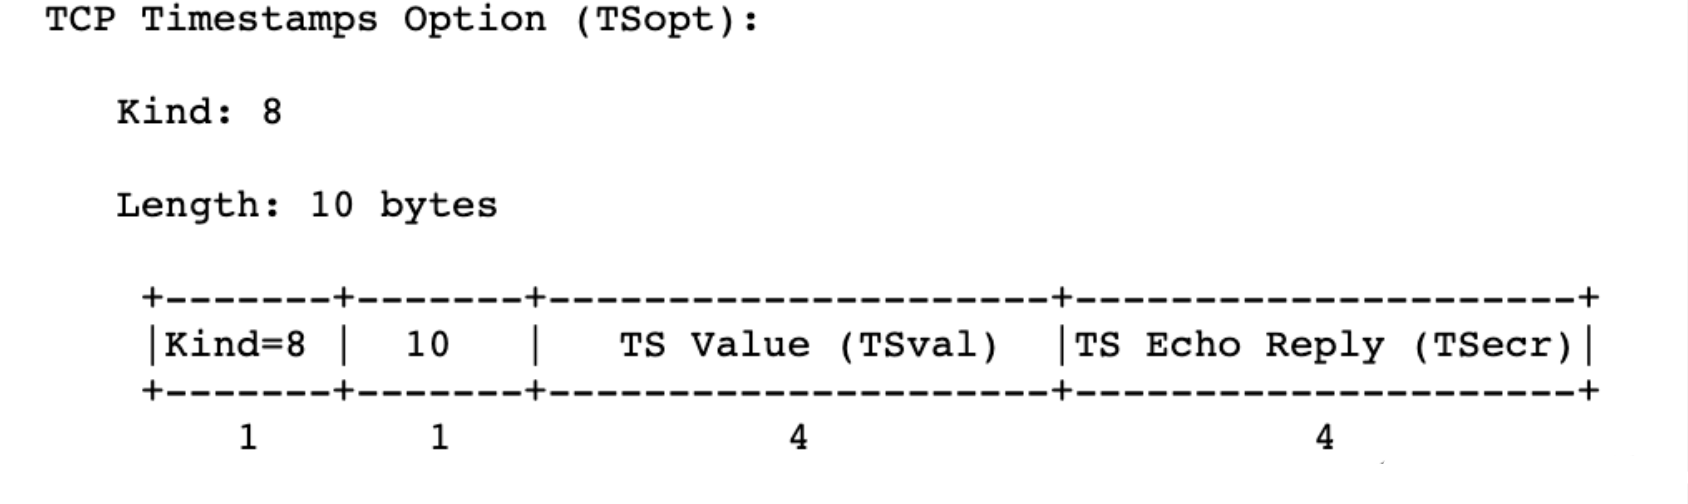 TCP Timestamps Option (TSopt):
Kind: 8
Length: 10 bytes
+-------+-------+---------------------+---------------------+
|Kind=8 |  10   |   TS Value (TSval)  |TS Echo Reply (TSecr)|
+-------+-------+---------------------+---------------------+
1       1              4                     4